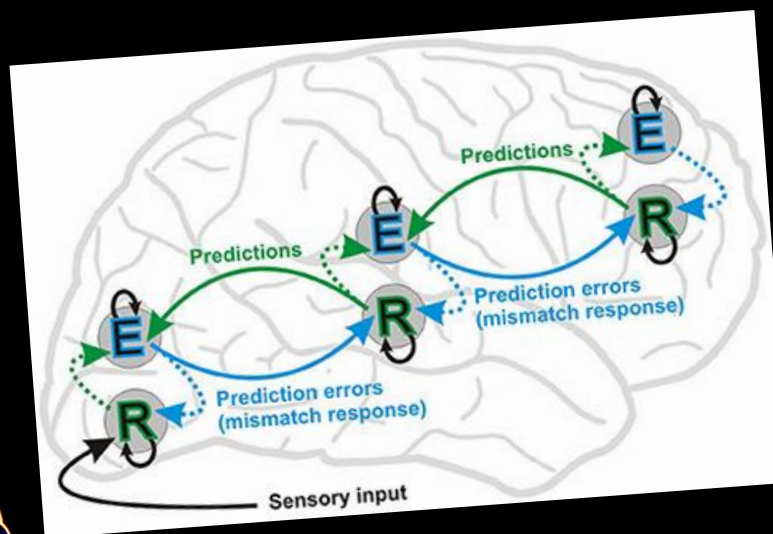 E
Predictions
R
E
Predictions
Prediction errors
(mismatch response)
R
E
Prediction errors
(mismatch response)
R
Sensory input